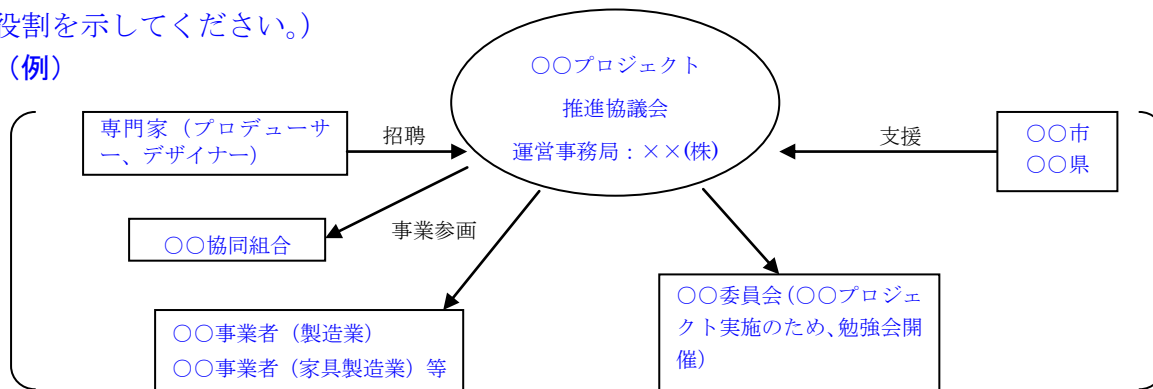 役割を示してください。）
（例）
○○プロジェクト
推進協議会
運営事務局：××(株)
専門家（プロデューサ
ー、デザイナー）
招聘
支援
○○市
○○県
○○協同組合
事業参画
○○事業者（製造業）
○○事業者（家具製造業）等
○○委員会（○○プロジェ
クト実施のため、勉強会開
催）